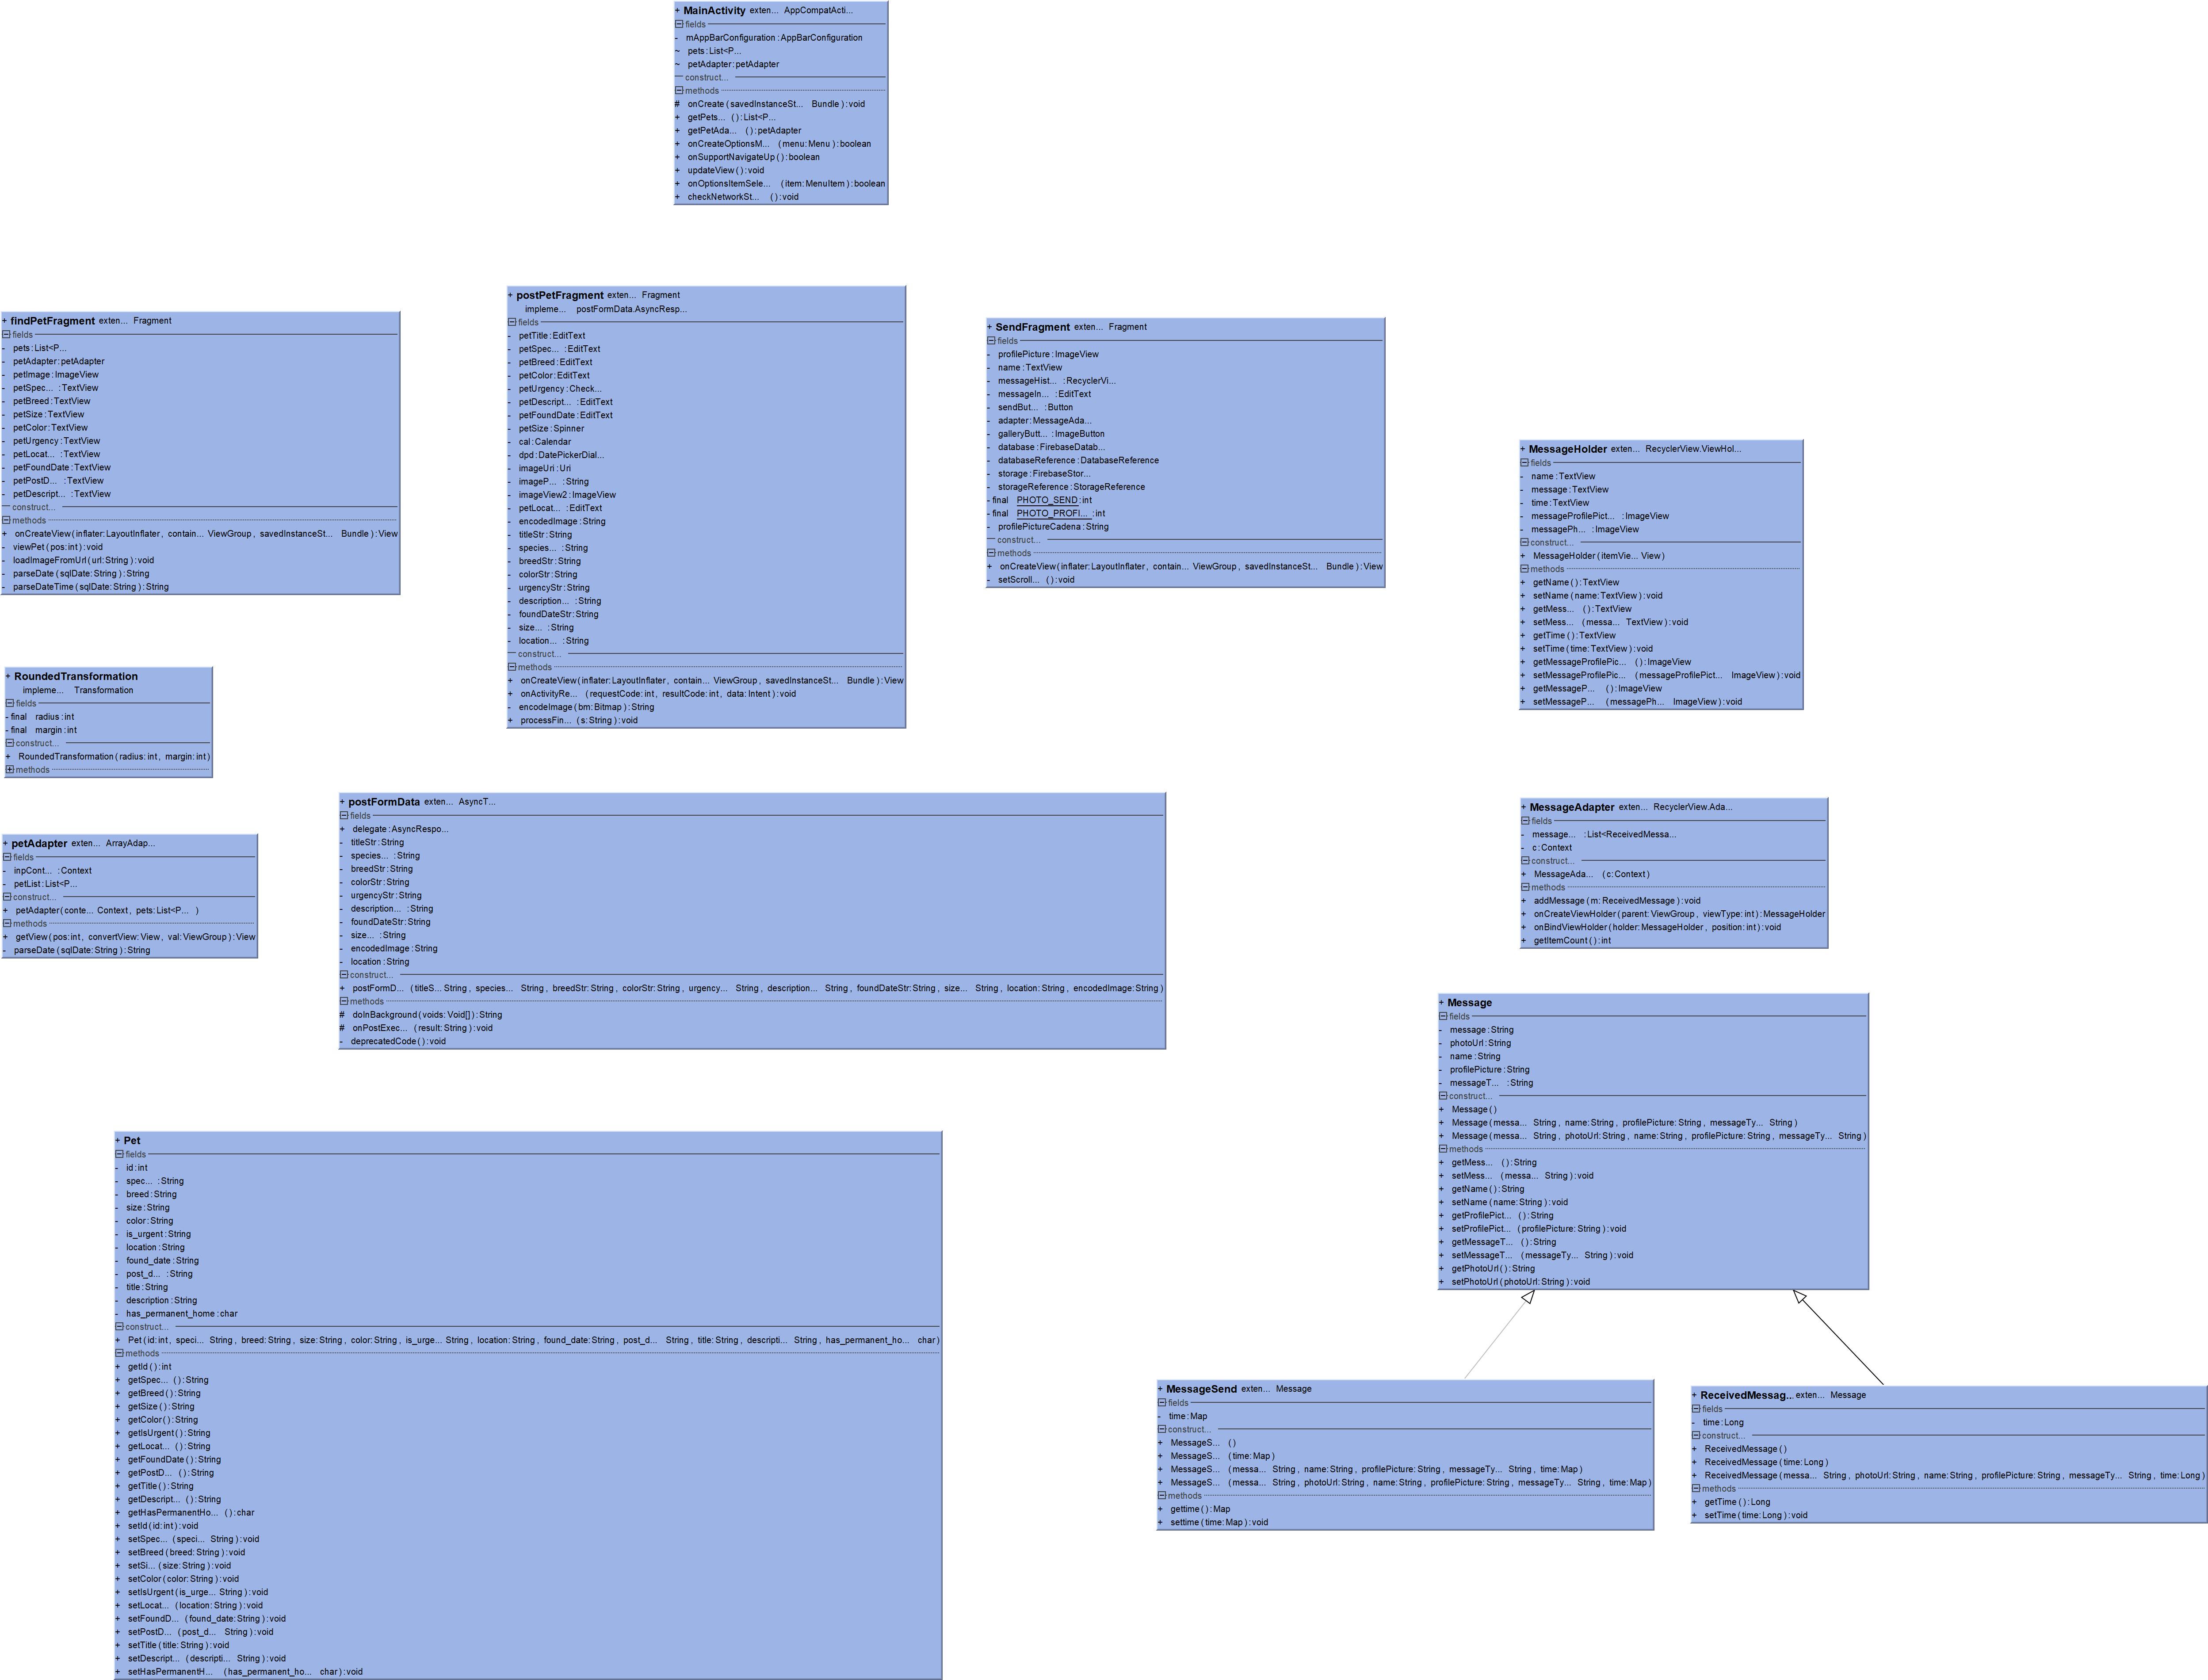 + MainActivity exten... AppCompatActi...
fields
- mAppBarConfiguration:AppBarConfiguration
~ pets:List<P...
~ petAdapter:petAdapter
construct...
methods
# onCreate(savedInstanceSt... Bundle):void
+ getPets... ():List<P...
+ getPetAda... ():petAdapter
+ onCreateOptionsM... (menu:Menu):boolean
+ onSupportNavigateUp():boolean
+ updateView():void
+ onOptionsItemSele... (item:MenuItem):boolean
+ checkNetworkSt... ():void
+ findPetFragment exten... Fragment
fields
- pets:List<P...
- petAdapter:petAdapter
- petImage:ImageView
- petSpec... :TextView
- petBreed:TextView
- petSize:TextView
- petColor:TextView
- petUrgency:TextView
- petLocat... :TextView
- petFoundDate:TextView
- petPostD... :TextView
- petDescript... :TextView
construct...
methods
+ onCreateView(inflater:LayoutInflater, contain... ViewGroup, savedInstanceSt... Bundle):View
- viewPet(pos:int):void
- loadImageFromUrl(url:String):void
- parseDate(sqlDate:String):String
- parseDateTime(sqlDate:String):String
+ postPetFragment exten... Fragment
impleme... postFormData.AsyncResp...
fields
- petTitle:EditText
- petSpec... :EditText
- petBreed:EditText
- petColor:EditText
- petUrgency:Check...
- petDescript... :EditText
- petFoundDate:EditText
- petSize:Spinner
- cal:Calendar
- dpd:DatePickerDial...
- imageUri:Uri
- imageP... :String
- imageView2:ImageView
- petLocat... :EditText
- encodedImage:String
- titleStr:String
- species... :String
- breedStr:String
- colorStr:String
- urgencyStr:String
- description... :String
- foundDateStr:String
- size... :String
- location... :String
construct...
methods
+ onCreateView(inflater:LayoutInflater, contain... ViewGroup, savedInstanceSt... Bundle):View
+ onActivityRe... (requestCode:int, resultCode:int, data:Intent):void
- encodeImage(bm:Bitmap):String
+ processFin... (s:String):void
+ SendFragment exten... Fragment
fields
- profilePicture:ImageView
- name:TextView
- messageHist... :RecyclerVi...
- messageIn... :EditText
- sendBut... :Button
- adapter:MessageAda...
- galleryButt... :ImageButton
- database:FirebaseDatab...
- databaseReference:DatabaseReference
- storage:FirebaseStor...
- storageReference:StorageReference
- final PHOTO_SEND:int
- final PHOTO_PROFI... :int
- profilePictureCadena:String
construct...
methods
+ onCreateView(inflater:LayoutInflater, contain... ViewGroup, savedInstanceSt... Bundle):View
- setScroll... ():void
+ MessageHolder exten... RecyclerView.ViewHol...
fields
- name:TextView
- message:TextView
- time:TextView
- messageProfilePict... :ImageView
- messagePh... :ImageView
construct...
+ MessageHolder(itemVie... View)
methods
+ getName():TextView
+ setName(name:TextView):void
+ getMess... ():TextView
+ setMess... (messa... TextView):void
+ getTime():TextView
+ setTime(time:TextView):void
+ getMessageProfilePic... ():ImageView
+ setMessageProfilePic... (messageProfilePict... ImageView):void
+ getMessageP... ():ImageView
+ setMessageP... (messagePh... ImageView):void
+ RoundedTransformation
impleme... Transformation
fields
- final radius:int
- final margin:int
construct...
+ RoundedTransformation(radius:int, margin:int)
methods
+ petAdapter exten... ArrayAdap...
fields
- inpCont... :Context
- petList:List<P...
construct...
+ petAdapter(conte... Context, pets:List<P... )
methods
+ getView(pos:int, convertView:View, val:ViewGroup):View
- parseDate(sqlDate:String):String
+ postFormData exten... AsyncT...
fields
+ delegate:AsyncRespo...
- titleStr:String
- species... :String
- breedStr:String
- colorStr:String
- urgencyStr:String
- description... :String
- foundDateStr:String
- size... :String
- encodedImage:String
- location:String
construct...
+ postFormD... (titleS... String, species... String, breedStr:String, colorStr:String, urgency... String, description... String, foundDateStr:String, size... String, location:String, encodedImage:String)
methods
# doInBackground(voids:Void[]):String
# onPostExec... (result:String):void
- deprecatedCode():void
+ MessageAdapter exten... RecyclerView.Ada...
fields
- message... :List<ReceivedMessa...
- c:Context
construct...
+ MessageAda... (c:Context)
methods
+ addMessage(m:ReceivedMessage):void
+ onCreateViewHolder(parent:ViewGroup, viewType:int):MessageHolder
+ onBindViewHolder(holder:MessageHolder, position:int):void
+ getItemCount():int
+ Message
fields
- message:String
- photoUrl:String
- name:String
- profilePicture:String
- messageT... :String
construct...
+ Message()
+ Message(messa... String, name:String, profilePicture:String, messageTy... String)
+ Message(messa... String, photoUrl:String, name:String, profilePicture:String, messageTy... String)
methods
+ getMess... ():String
+ setMess... (messa... String):void
+ getName():String
+ setName(name:String):void
+ getProfilePict... ():String
+ setProfilePict... (profilePicture:String):void
+ getMessageT... ():String
+ setMessageT... (messageTy... String):void
+ getPhotoUrl():String
+ setPhotoUrl(photoUrl:String):void
+ Pet
fields
- id:int
- spec... :String
- breed:String
- size:String
- color:String
- is_urgent:String
- location:String
- found_date:String
- post_d... :String
- title:String
- description:String
- has_permanent_home:char
construct...
+ Pet(id:int, speci... String, breed:String, size:String, color:String, is_urge... String, location:String, found_date:String, post_d... String, title:String, descripti... String, has_permanent_ho... char)
methods
+ getId():int
+ getSpec... ():String
+ getBreed():String
+ getSize():String
+ getColor():String
+ getIsUrgent():String
+ getLocat... ():String
+ getFoundDate():String
+ getPostD... ():String
+ getTitle():String
+ getDescript... ():String
+ getHasPermanentHo... ():char
+ setId(id:int):void
+ setSpec... (speci... String):void
+ setBreed(breed:String):void
+ setSi... (size:String):void
+ setColor(color:String):void
+ setIsUrgent(is_urge... String):void
+ setLocat... (location:String):void
+ setFoundD... (found_date:String):void
+ setPostD... (post_d... String):void
+ setTitle(title:String):void
+ setDescript... (descripti... String):void
+ setHasPermanentH... (has_permanent_ho... char):void
+ MessageSend exten... Message
fields
- time:Map
construct...
+ MessageS... ()
+ MessageS... (time:Map)
+ MessageS... (messa... String, name:String, profilePicture:String, messageTy... String, time:Map)
+ MessageS... (messa... String, photoUrl:String, name:String, profilePicture:String, messageTy... String, time:Map)
methods
+ gettime():Map
+ settime(time:Map):void
+ ReceivedMessag... exten... Message
fields
- time:Long
construct...
+ ReceivedMessage()
+ ReceivedMessage(time:Long)
+ ReceivedMessage(messa... String, photoUrl:String, name:String, profilePicture:String, messageTy... String, time:Long)
methods
+ getTime():Long
+ setTime(time:Long):void